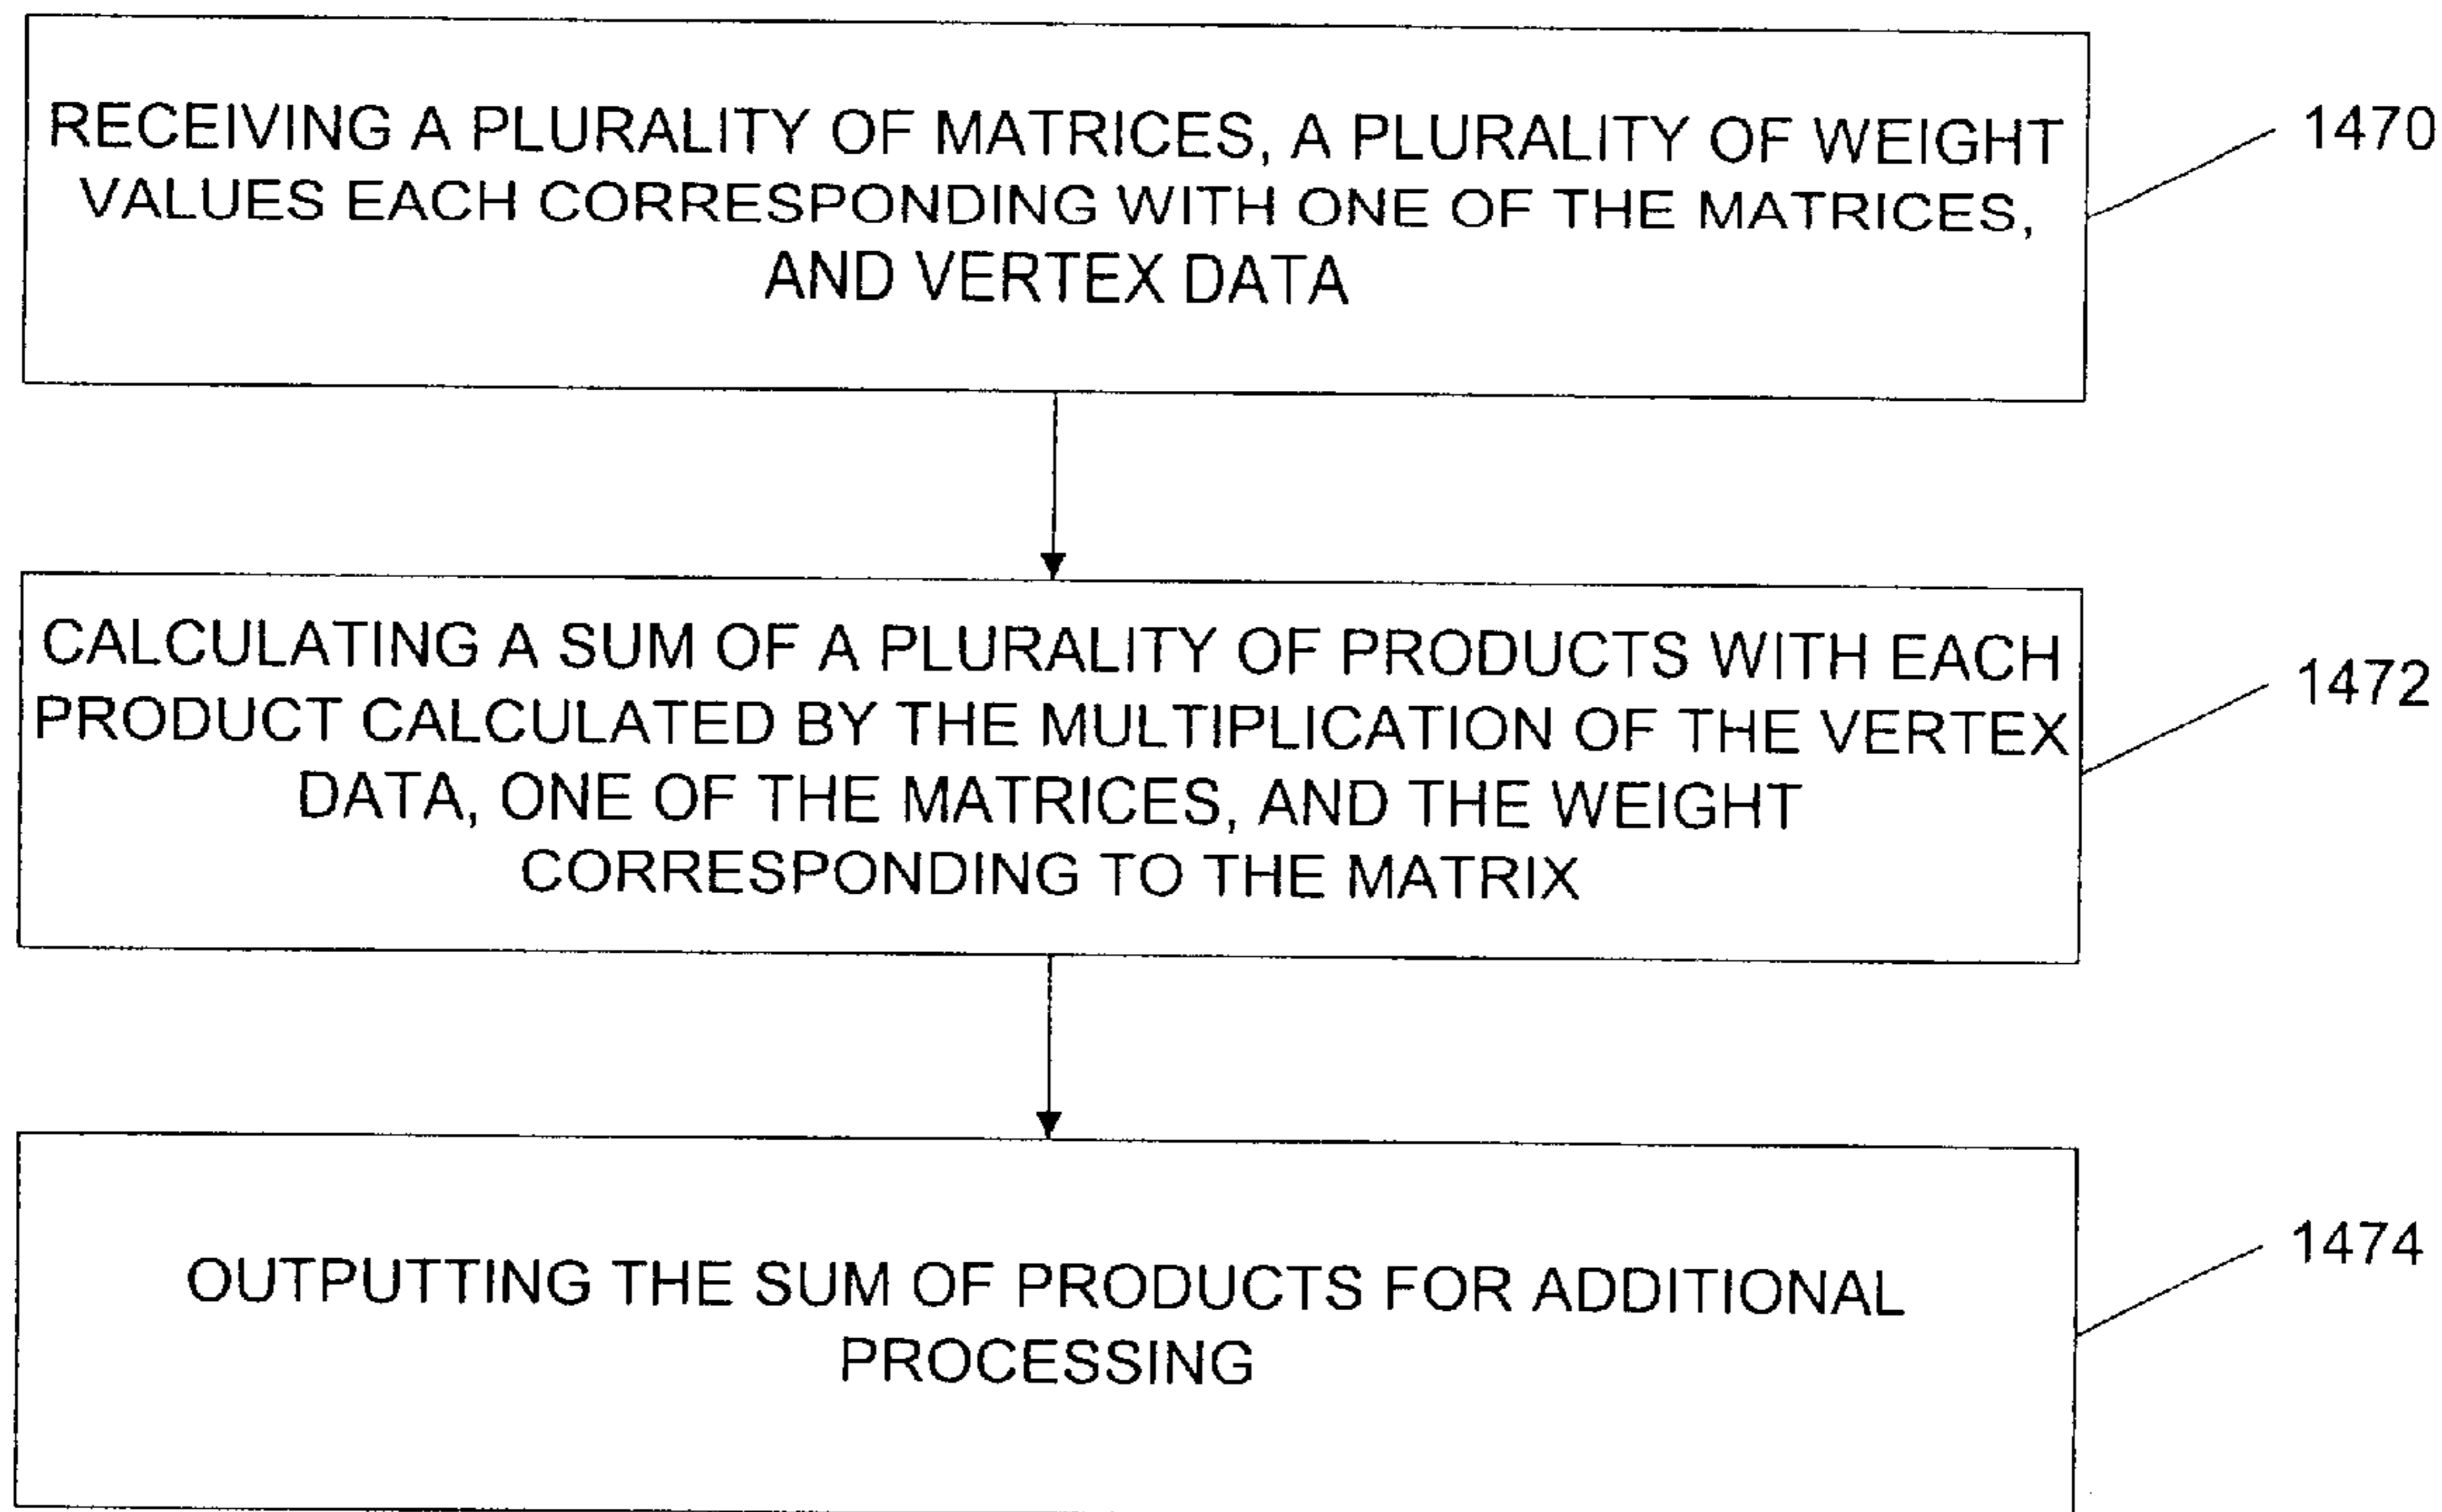 RECEIVING A PLURALITY OF MATRICES, A PLURALITY OF WEIGHT
VALUES EACH CORRESPONDING WITH ONE OF THE MATRICES,
AND VERTEX DATA
1470
CALCULATING A SUM OF A PLURALITY OF PRODUCTS WITH EACH
PRODUCT CALCULATED BY THE MULTIPLICATION OF THE VERTEX
DATA, ONE OF THE MATRICES, AND THE WEIGHT
CORRESPONDING TO THE MATRIX
1472
OUTPUTTING THE SUM OF PRODUCTS FOR ADDITIONAL
PROCESSING
1474